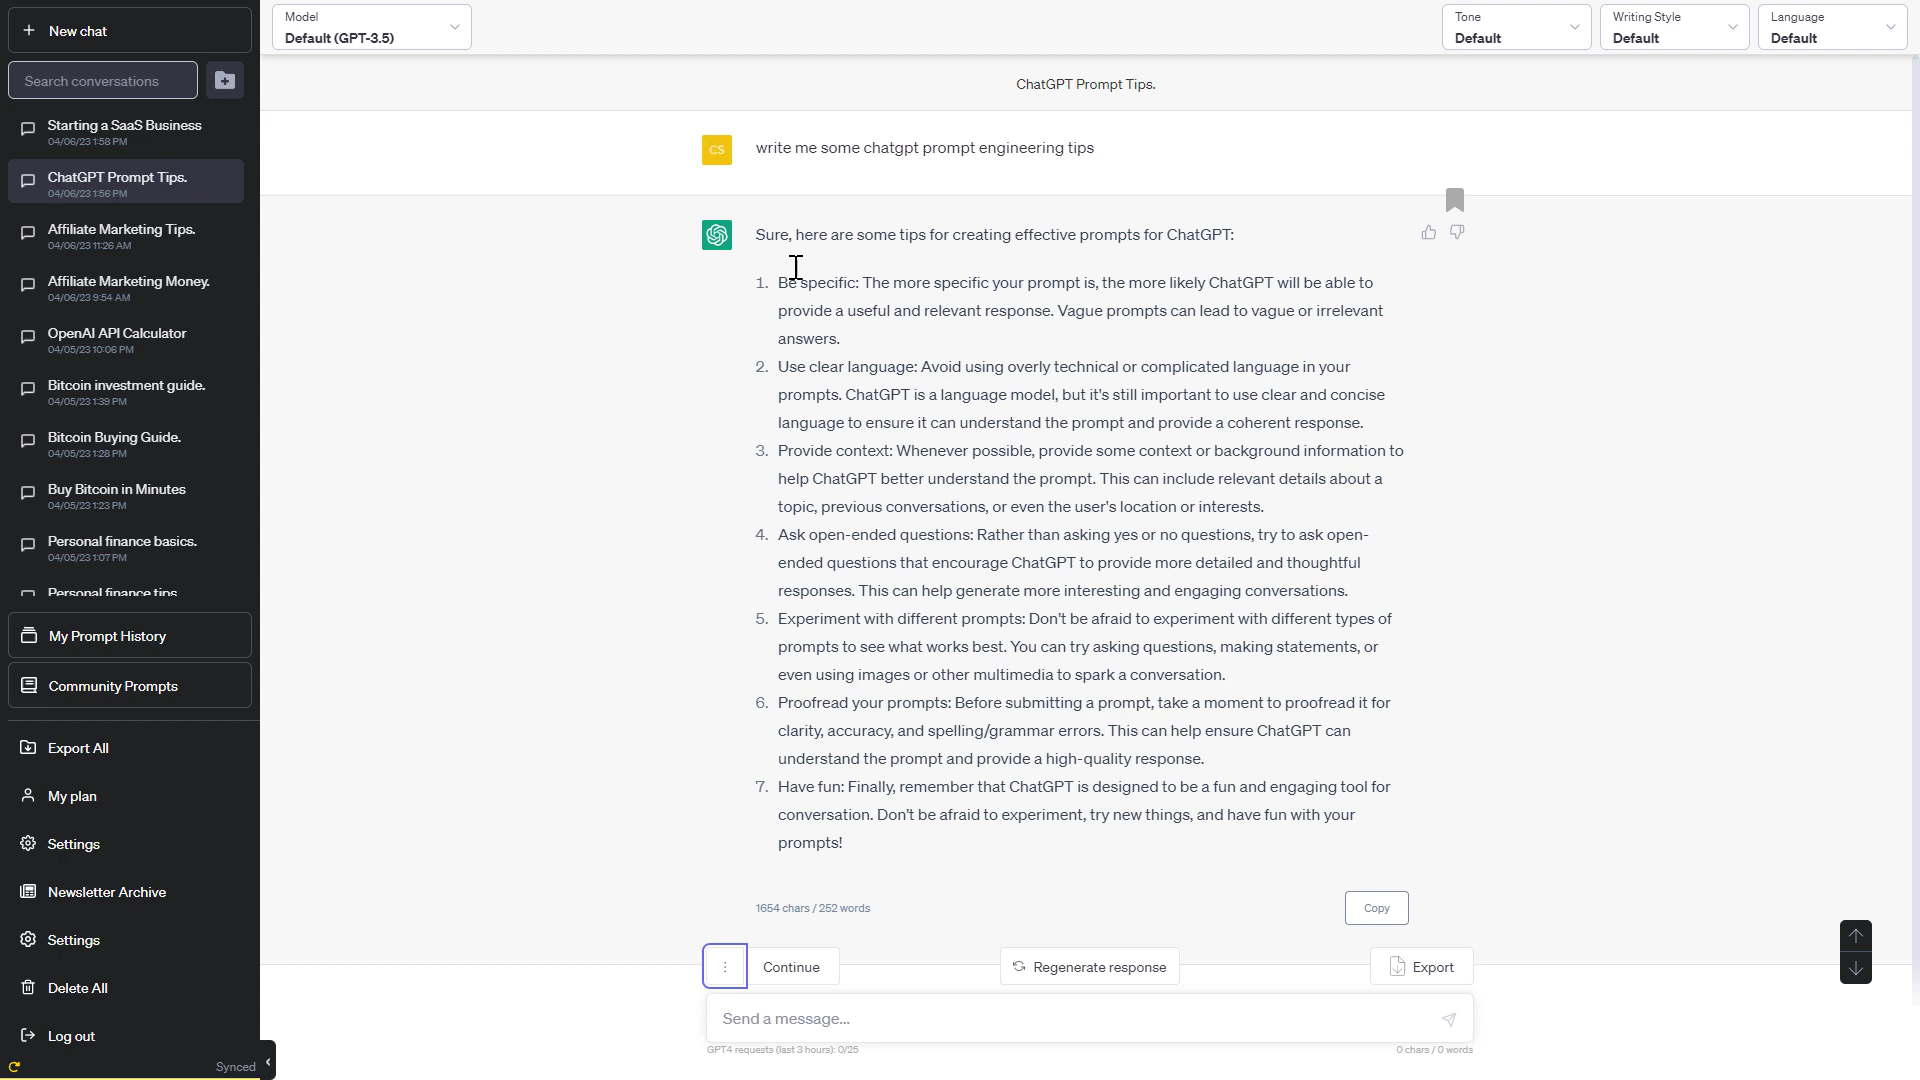 New chat
Search conversations
Starting a SaaS Business
04/06/23 1:58 PM
ChatGPT Prompt Tips.
04/06/23 1:56 PM
Affiliate Marketing Tips.
04/06/23 11:26 AM
Affiliate Marketing Money.
04/06/23 9:54 AM
OpenAI API Calculator
04/05/23 10:06 PM
Bitcoin investment guide.
04/05/23 1:39 PM
Bitcoin Buying Guide.
04/05/23 1:28 PM
Buy Bitcoin in Minutes
04/05/23 1:23 PM
Personal finance basics.
04/05/23 1:07 PM
Personal finance tips
My Prompt History
Community Prompts
Export All
My plan
Settings
Newsletter Archive
Settings
Delete All
Log out
Synced
Model
Default (GPT-3.5)
Tone
Default
Writing Style
Default
Language
Default
ChatGPT Prompt Tips.
CS
write me some chatgpt prompt engineering tips
Sure, here are some tips for creating effective prompts for ChatGPT:
1. Be specific: The more specific your prompt is, the more likely ChatGPT will be able to
provide a useful and relevant response. Vague prompts can lead to vague or irrelevant
answers.
2. Use clear language: Avoid using overly technical or complicated language in your
prompts. ChatGPT is a language model, but it's still important to use clear and concise
language to ensure it can understand the prompt and provide a coherent response.
3. Provide context: Whenever possible, provide some context or background information to
help ChatGPT better understand the prompt. This can include relevant details about a
topic, previous conversations, or even the user's location or interests.
4. Ask open-ended questions: Rather than asking yes or no questions, try to ask open-
ended questions that encourage ChatGPT to provide more detailed and thoughtful
responses. This can help generate more interesting and engaging conversations.
5. Experiment with different prompts: Don't be afraid to experiment with different types of
prompts to see what works best. You can try asking questions, making statements, or
even using images or other multimedia to spark a conversation.
6. Proofread your prompts: Before submitting a prompt, take a moment to proofread it for
clarity, accuracy, and spelling/grammar errors. This can help ensure ChatGPT can
understand the prompt and provide a high-quality response.
7. Have fun: Finally, remember that ChatGPT is designed to be a fun and engaging tool for
conversation. Don't be afraid to experiment, try new things, and have fun with your
prompts!
1654 chars / 252 words
Copy
Continue
Regenerate response
Export
Send a message...
GPT4 requests (last 3 hours): 0/25
0 chars / 0 words